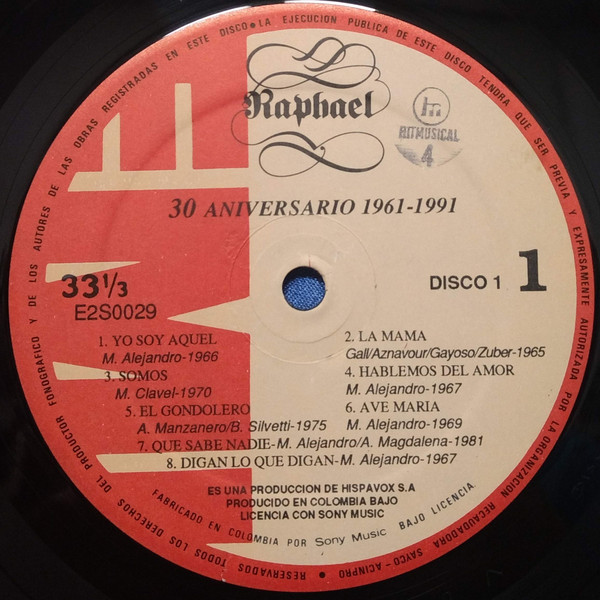 RESERVADOS TODOS LOS DERECHOS DEL PRODUCTOR FONOGRAFICO Y DE LOS AUTORES DE LAS OBRAS REGISTRADAS EN ESTE DISCO●LA EJECUCION PUBLICA DE ESTE DISCO TENDRA QUE SER PREVIA Y EXPRESAMENTE AUTORIZADA POR LA ORGANIZACION RECAUDADORA SAYCO-ACINPRO
Raphael
RITMUSICAL
4
30 ANIVERSARIO 1961-1991
33⅓
E2S0029
DISCO 1
1
1. YO SOY AQUEL
M. Alejandro-1966
2. LA MAMA
Gall/Aznavour/Gayoso/Zuber-1965
3. SOMOS
M. Clavel-1970
4. HABLEMOS DEL AMOR
M. Alejandro-1967
5. EL GONDOLERO
A. Manzanero/B. Silvetti-1975
6. AVE MARIA
M. Alejandro-1969
7. QUE SABE NADIE-M. Alejandro/A. Magdalena-1981
8. DIGAN LO QUE DIGAN-M. Alejandro-1967
ES UNA PRODUCCION DE HISPAVOX S.A
PRODUCIDO EN COLOMBIA BAJO
LICENCIA CON SONY MUSIC
FABRICADO EN COLOMBIA POR Sony Music BAJO LICENCIA